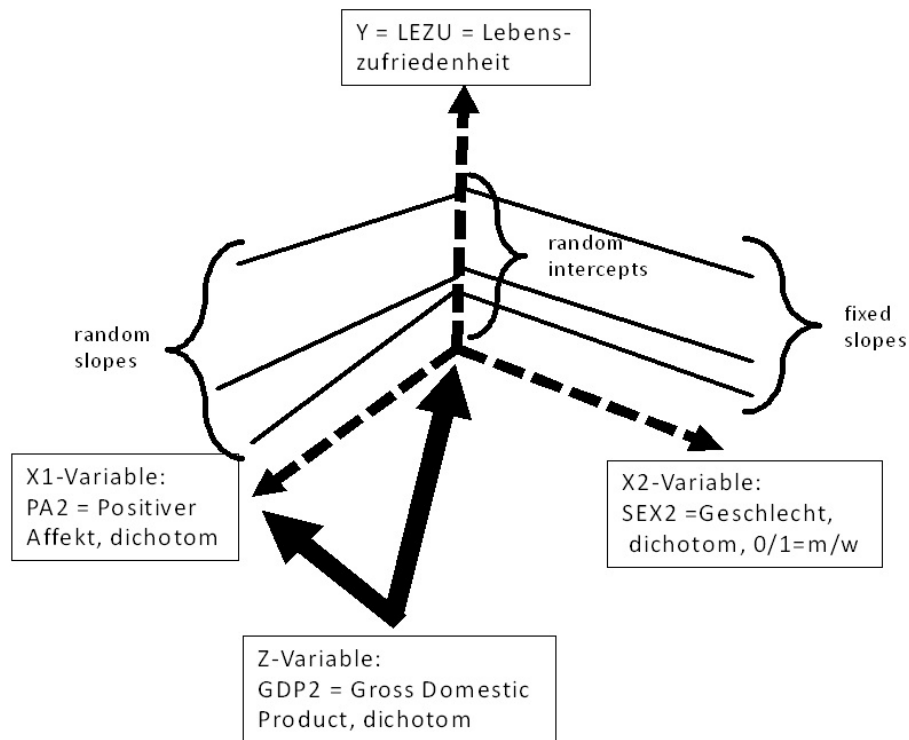 Y = LEZU = Lebens-
zufriedenheit
random
intercepts
random
slopes
fixed
slopes
X1-Variable:
PA2 = Positiver
Affekt, dichotom
X2-Variable:
SEX2 =Geschlecht,
dichotom, 0/1=m/w
Z-Variable:
GDP2 = Gross Domestic
Product, dichotom